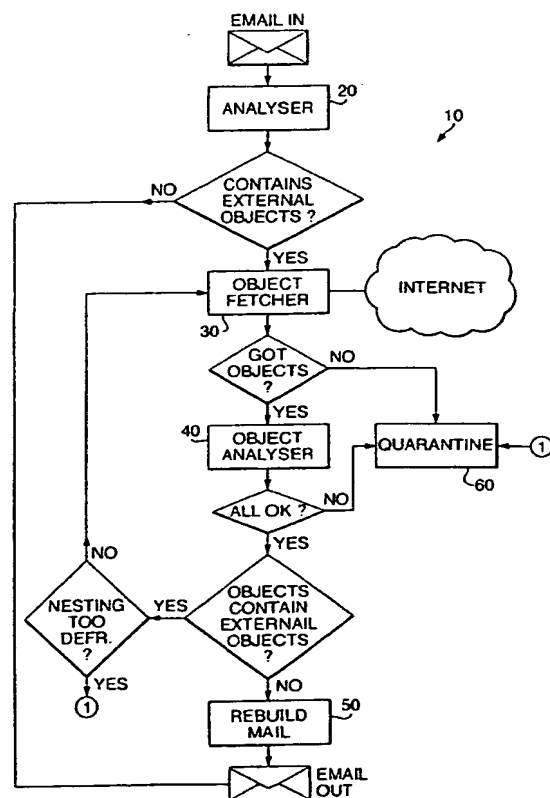 EMAIL IN
ANALYSER
20
10
NO
CONTAINS
EXTERNAL
OBJECTS ?
YES
OBJECT
FETCHER
30
INTERNET
GOT
OBJECTS
?
NO
YES
40
OBJECT
ANALYSER
QUARANTINE
1
60
ALL OK ?
NO
YES
NO
NESTING
TOO
DEFR.
?
YES
OBJECTS
CONTAIN
EXTERNAIL
OBJECTS
?
YES
1
NO
REBUILD
MAIL
50
EMAIL
OUT